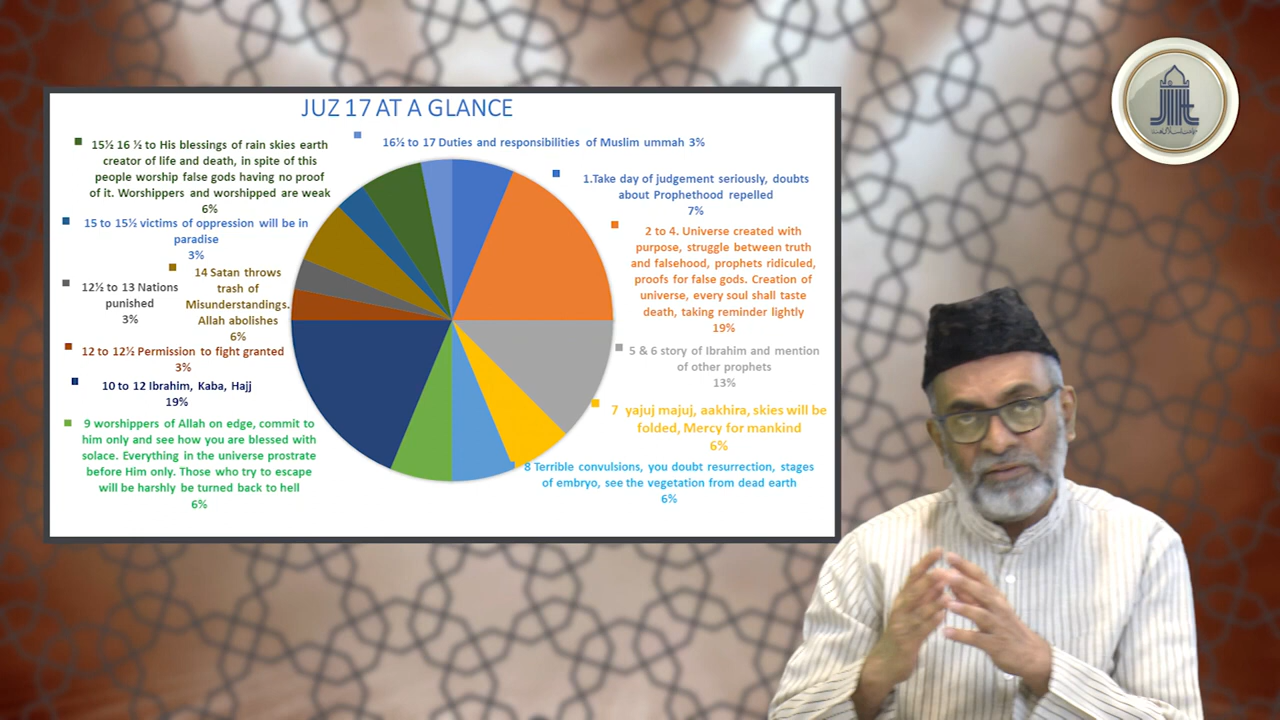 JUZ 17 AT A GLANCE
16½ to 17 Duties and responsibilities of Muslim ummah 3%
1.Take day of judgement seriously, doubts
about Prophethood repelled
7%
2 to 4. Universe created with
purpose, struggle between truth
and falsehood, prophets ridiculed,
proofs for false gods. Creation of
universe, every soul shall taste
death, taking reminder lightly
19%
5 & 6 story of Ibrahim and mention
of other prophets
13%
7 yajuj majuj, aakhira, skies will be
folded, Mercy for mankind
6%
8 Terrible convulsions, you doubt resurrection, stages
of embryo, see the vegetation from dead earth
6%
9 worshippers of Allah on edge, commit to
him only and see how you are blessed with
solace. Everything in the universe prostrate
before Him only. Those who try to escape
will be harshly be turned back to hell
6%
10 to 12 Ibrahim, Kaba, Hajj
19%
12 to 12½ Permission to fight granted
3%
12½ to 13 Nations
punished
3%
14 Satan throws
trash of
Misunderstandings.
Allah abolishes
6%
15 to 15½ victims of oppression will be in
paradise
3%
15½ 16 ½ to His blessings of rain skies earth
creator of life and death, in spite of this
people worship false gods having no proof
of it. Worshippers and worshipped are weak
6%